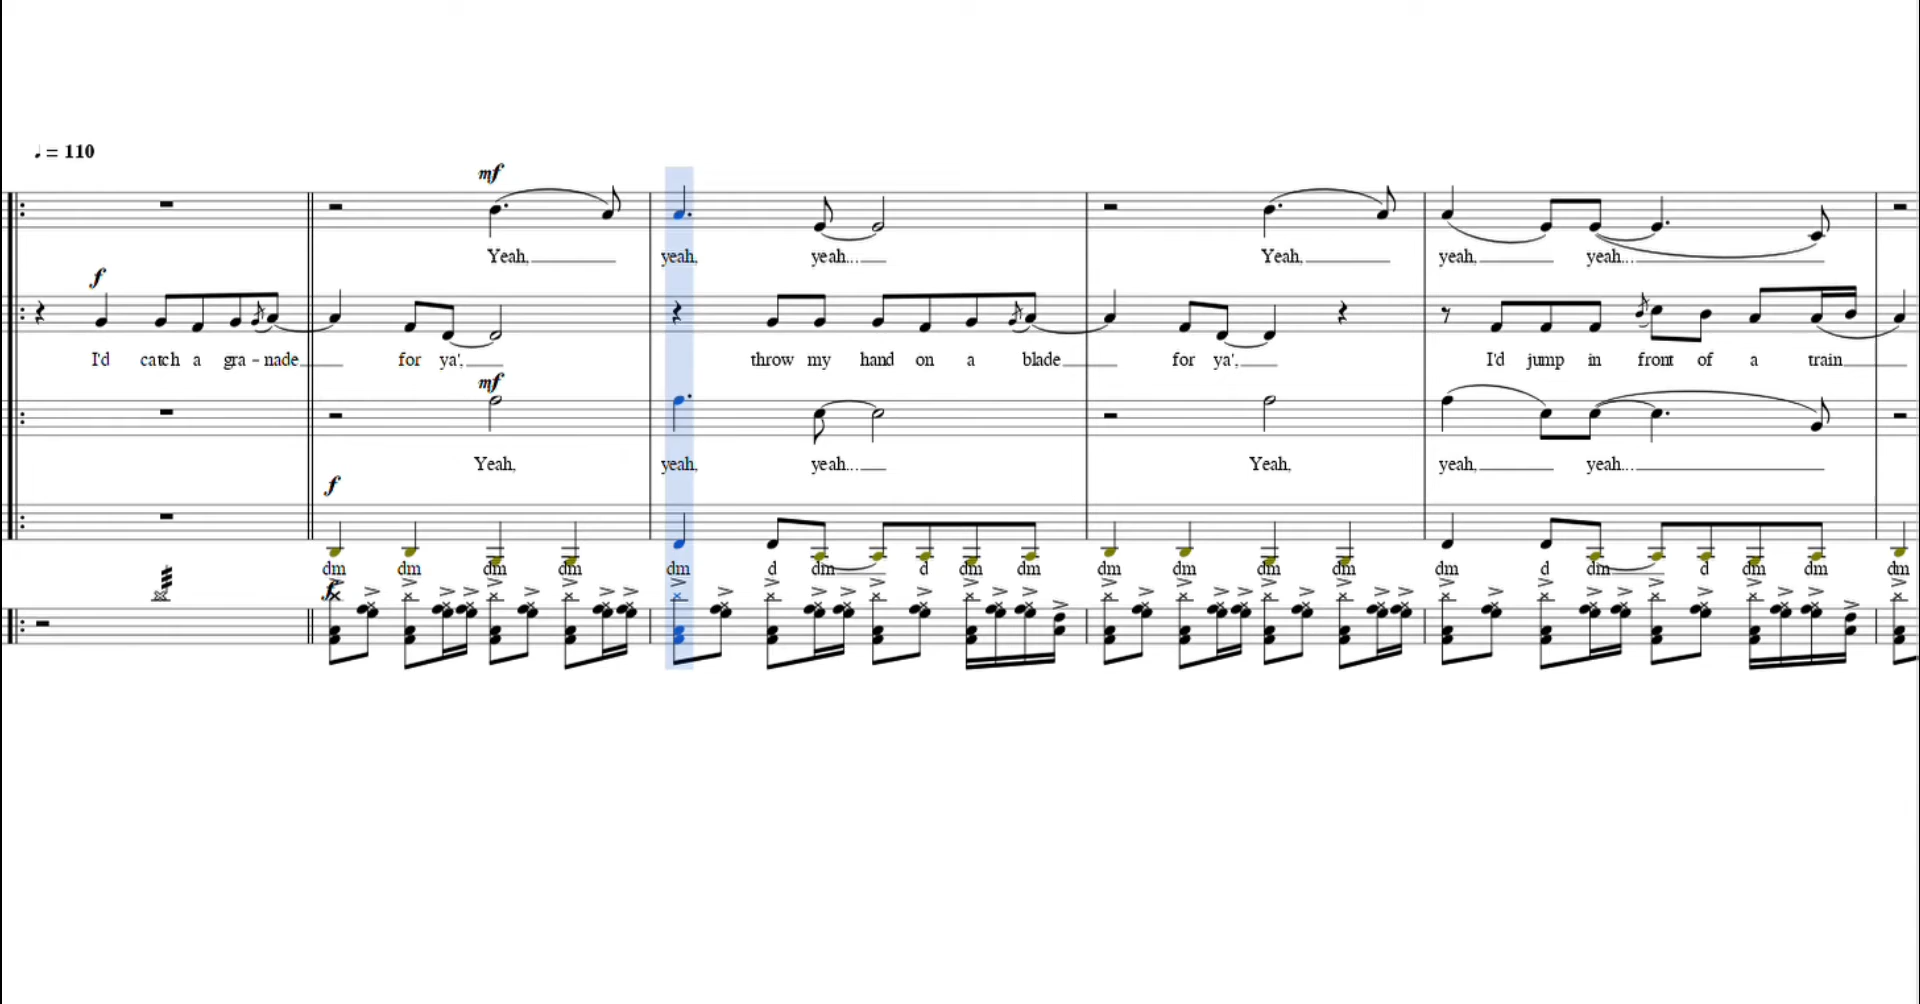 ♩ = 110
mf
Yeah, yeah, yeah... Yeah, yeah, yeah...
f
I'd catch a gra - nade for ya', throw my hand on a blade for ya', I'd jump in front of a train
mf
Yeah, yeah, yeah... Yeah, yeah, yeah...
f
dm dm dm dm dm d dm d dm dm dm dm dm dm dm d dm d dm dm dm
f